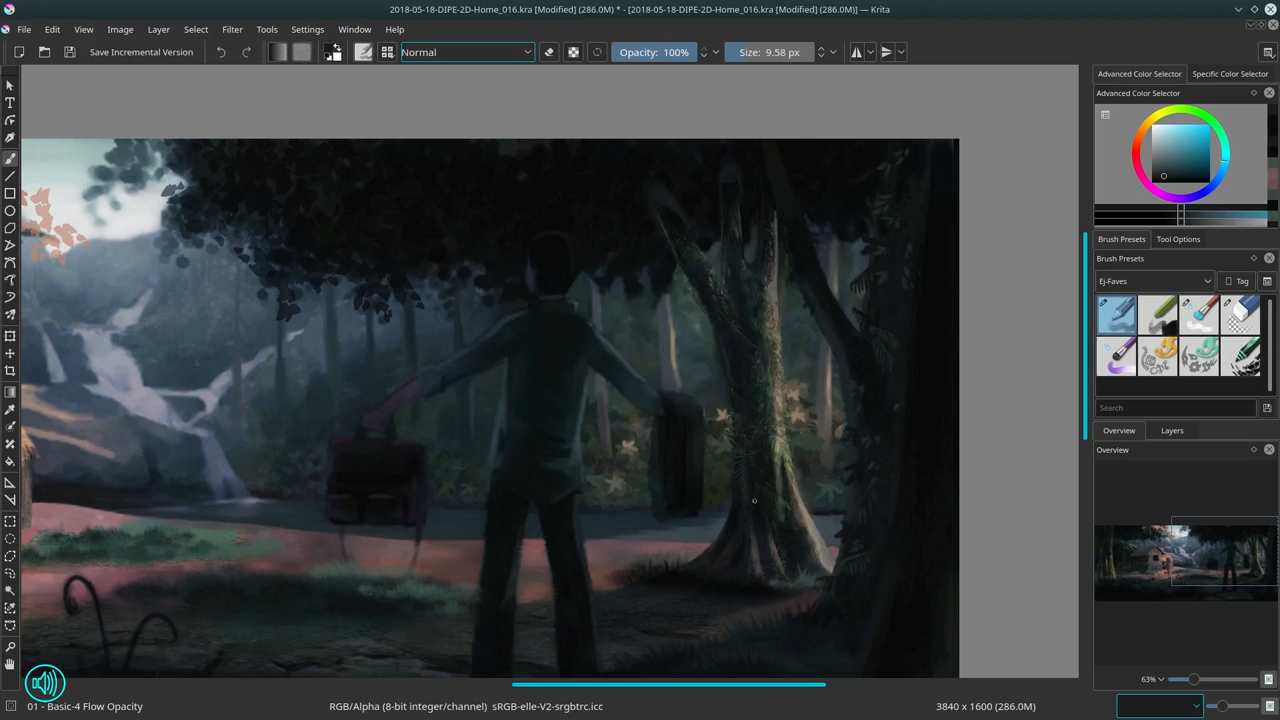 2018-05-18-DIPE-2D-Home_016.kra [Modified] (286.0M) * - [2018-05-18-DIPE-2D-Home_016.kra [Modified] (286.0M)] — Krita
File Edit View Image Layer Select Filter Tools Settings Window Help
Save Incremental Version Normal Opacity: 100% Size: 9.58 px
Advanced Color Selector Specific Color Selector
Advanced Color Selector
Brush Presets Tool Options
Brush Presets
Ej-Faves Tag
Search
Overview Layers
Overview
63%
01 - Basic-4 Flow Opacity RGB/Alpha (8-bit integer/channel) sRGB-elle-V2-srgbtrc.icc 3840 x 1600 (286.0M)